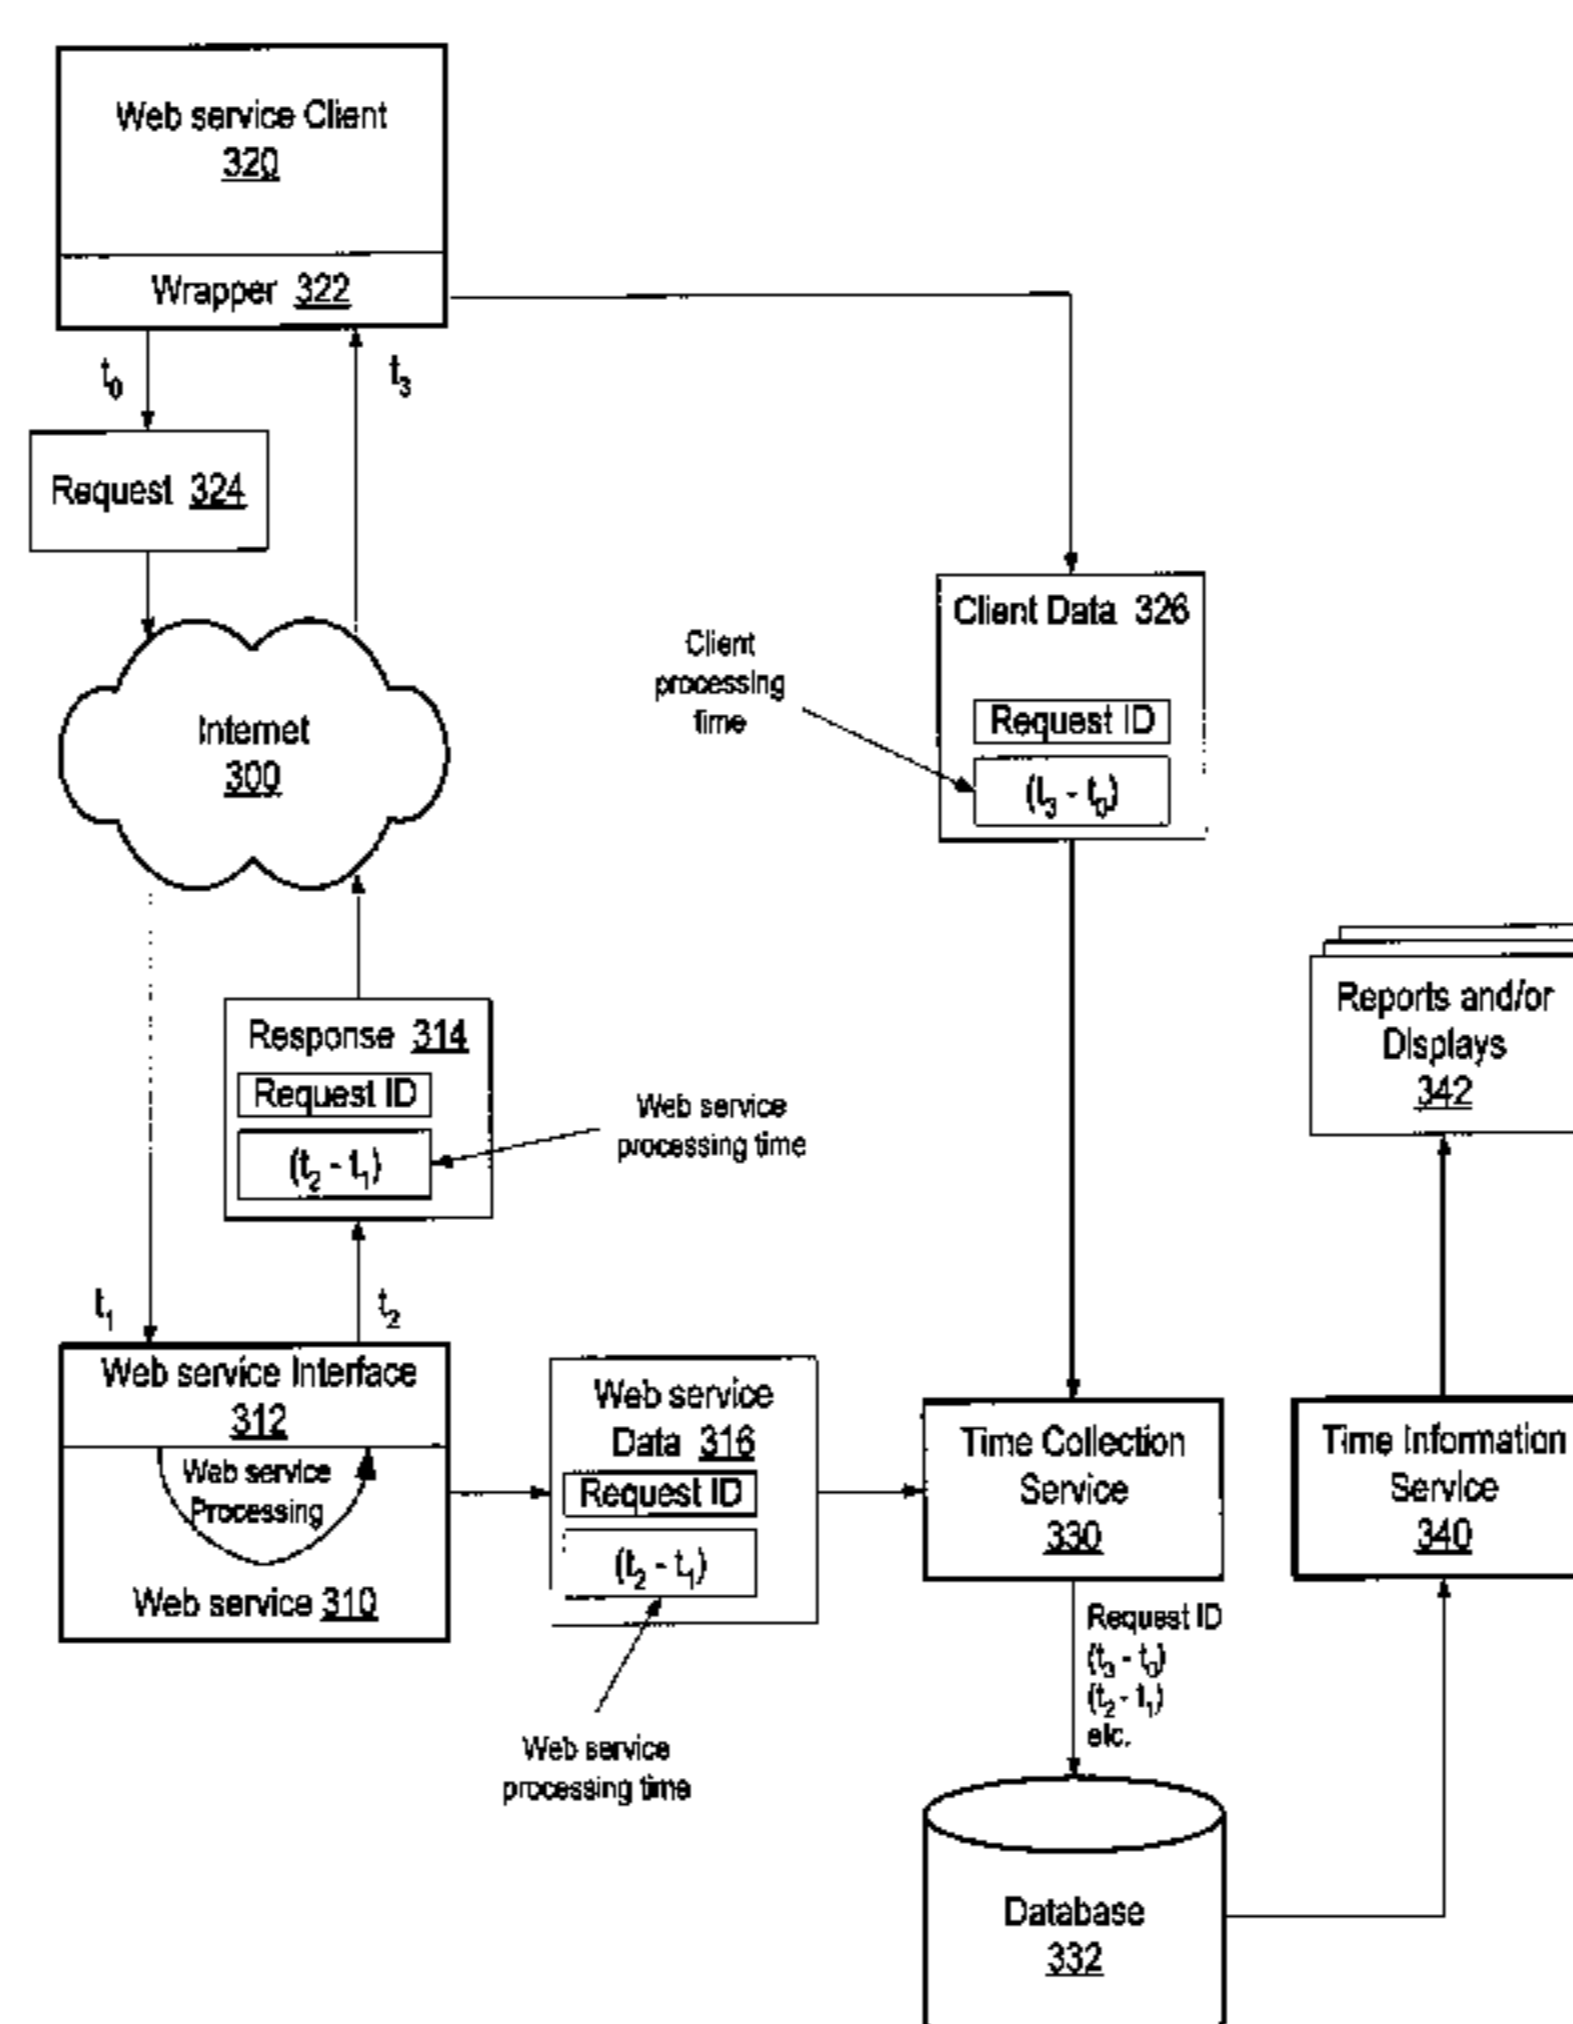 Web service Client
320
Wrapper 322
t0
t3
Request 324
Internet
300
Client
processing
time
Client Data 326
Request ID
(t3 - t0)
Response 314
Request ID
(t2 - t1)
Web service
processing time
Reports and/or
Displays
342
t1
t2
Web service Interface
312
Web service
Processing
Web service 310
Web service
Data 316
Request ID
(t2 - t1)
Web service
processing time
Time Collection
Service
330
Time Information
Service
340
Request ID
(t3 - t0)
(t2 - t1)
etc.
Database
332